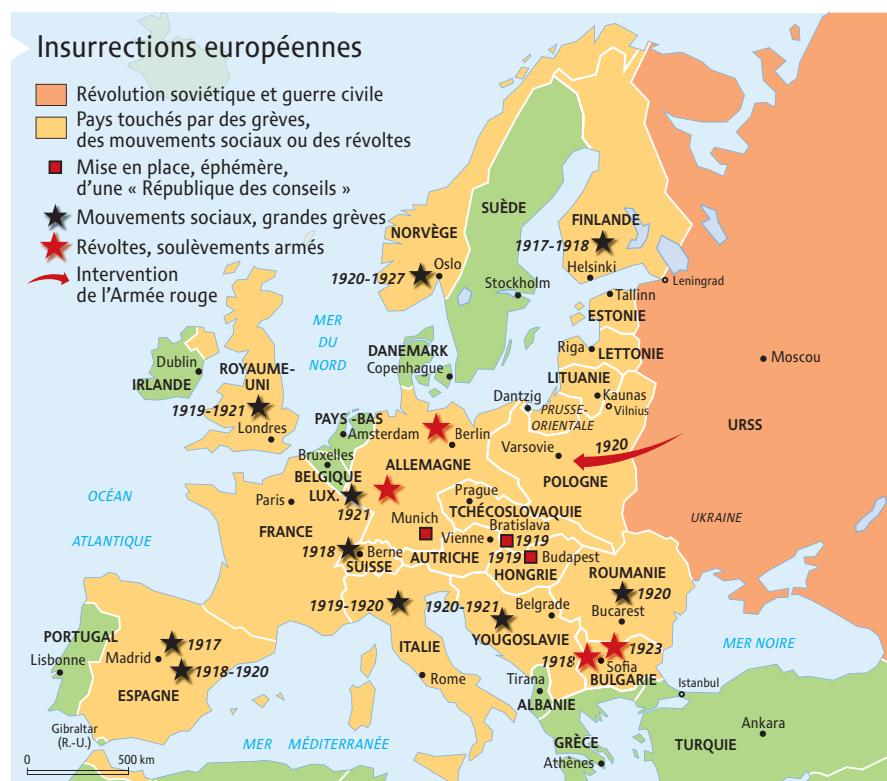 Insurrections européennes
Révolution soviétique et guerre civile
Pays touchés par des grèves,
des mouvements sociaux ou des révoltes
Mise en place, éphémère,
d'une « République des conseils »
Mouvements sociaux, grandes grèves
Révoltes, soulèvements armés
Intervention
de l'Armée rouge
SUÈDE
FINLANDE
NORVÈGE
1917-1918
Oslo
Helsinki
1920-1927
Leningrad
Stockholm
Tallinn
ESTONIE
MER
DU
NORD
Riga
LETTONIE
DANEMARK
Copenhague
Moscou
Dublin
IRLANDE
ROYAUME-
UNI
LITUANIE
Kaunas
Vilnius
Dantzig
PRUSSE-
ORIENTALE
1919-1921
Londres
PAYS -BAS
Amsterdam
Berlin
URSS
1920
Varsovie
POLOGNE
Bruxelles
BELGIQUE
ALLEMAGNE
LUX.
1921
OCÉAN
ATLANTIQUE
Paris
Prague
TCHÉCOSLOVAQUIE
UKRAINE
FRANCE
Munich
Bratislava
Vienne
1919
1918
Berne
SUISSE
AUTRICHE
1919
Budapest
HONGRIE
ROUMANIE
1920
1919-1920
1920-1921
Belgrade
Bucarest
PORTUGAL
Lisbonne
1917
Madrid
1918-1920
ESPAGNE
ITALIE
YOUGOSLAVIE
1923
1918
Sofia
BULGARIE
MER NOIRE
Rome
Tirana
ALBANIE
Istanbul
Gibraltar
(R.-U.)
GRÈCE
Athènes
Ankara
TURQUIE
MER MÉDITERRANÉE
0 500 km